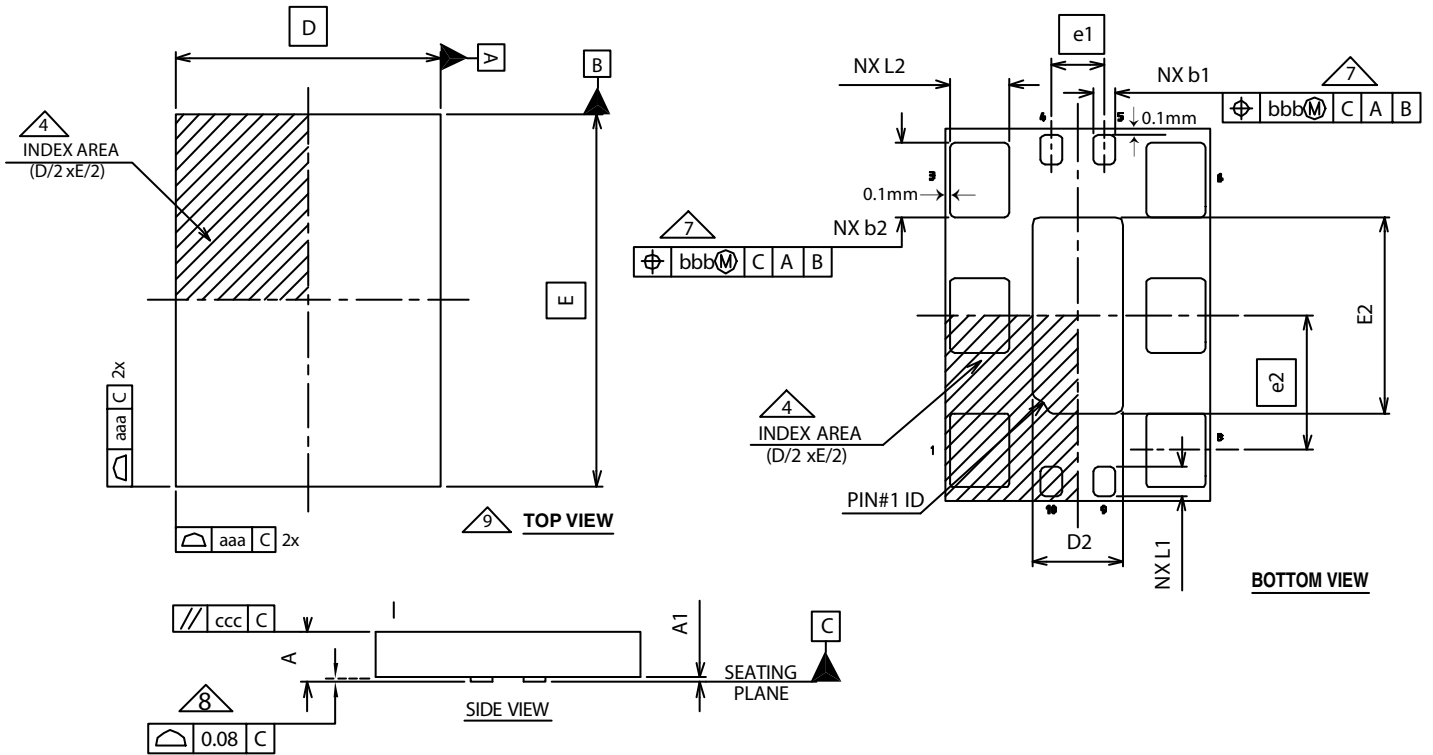 D
A
B
4
INDEX AREA
(D/2 xE/2)
E
aaa C 2x
aaa C 2x
9 TOP VIEW
e1
NX L2
NX b1
7
bbb M C A B
4
5
0.1mm
3
6
0.1mm
NX b2
7
bbb M C A B
E2
e2
4
INDEX AREA
(D/2 xE/2)
1
PIN#1 ID
10
9
D2
NX L1
BOTTOM VIEW
// ccc C
A
A1
C
SEATING
PLANE
8
0.08 C
SIDE VIEW